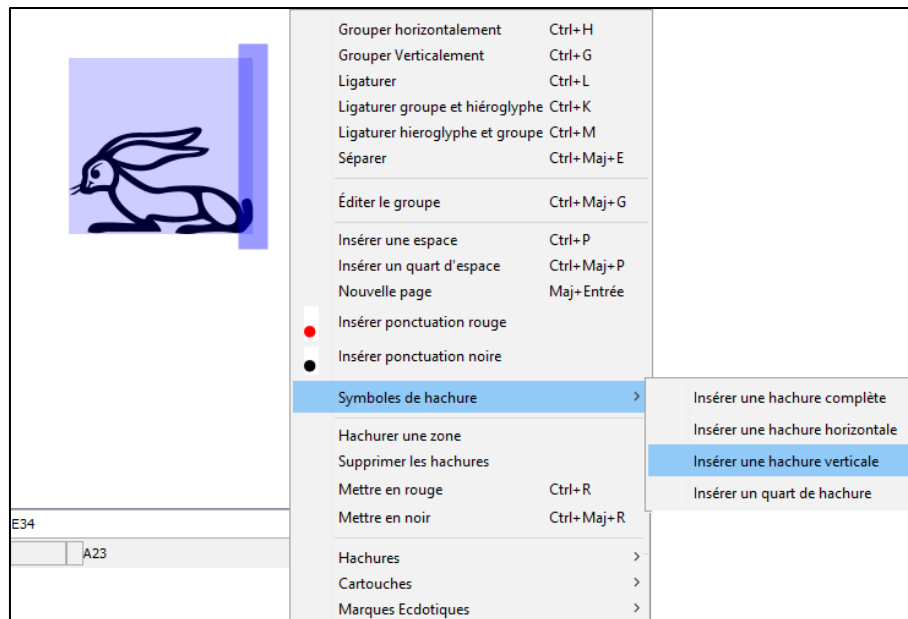 Grouper horizontalement Ctrl+H
Grouper Verticalement Ctrl+G
Ligaturer Ctrl+L
Ligaturer groupe et hiéroglyphe Ctrl+K
Ligaturer hieroglyphe et groupe Ctrl+M
Séparer Ctrl+Maj+E
Éditer le groupe Ctrl+Maj+G
Insérer une espace Ctrl+P
Insérer un quart d'espace Ctrl+Maj+P
Nouvelle page Maj+Entrée
Insérer ponctuation rouge
Insérer ponctuation noire
Symboles de hachure >
Insérer une hachure complète
Insérer une hachure horizontale
Insérer une hachure verticale
Insérer un quart de hachure
Hachurer une zone
Supprimer les hachures
Mettre en rouge Ctrl+R
Mettre en noir Ctrl+Maj+R
Hachures >
Cartouches >
Marques Ecdotiques >
E34
A23